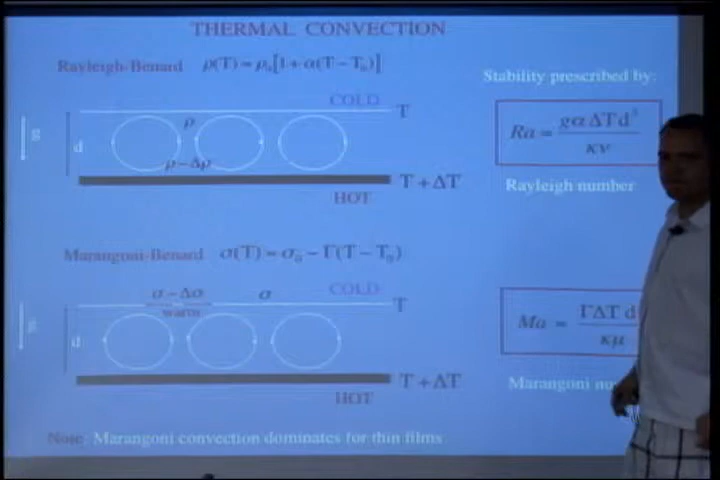 THERMAL CONVECTION
Rayleigh-Benard ρ(T) = ρ₀[1 + α(T − T₀)]
Stability prescribed by:
COLD
T
ρ
g
d
ρ − Δρ
T + ΔT
HOT
Ra = gαΔTd³ / κν
Rayleigh number
Marangoni-Benard σ(T) = σ₀ − Γ(T − T₀)
σ − Δσ σ COLD
T
warm
g
d
T + ΔT
HOT
Ma = ΓΔT d / κμ
Marangoni
Note: Marangoni convection dominates for thin films